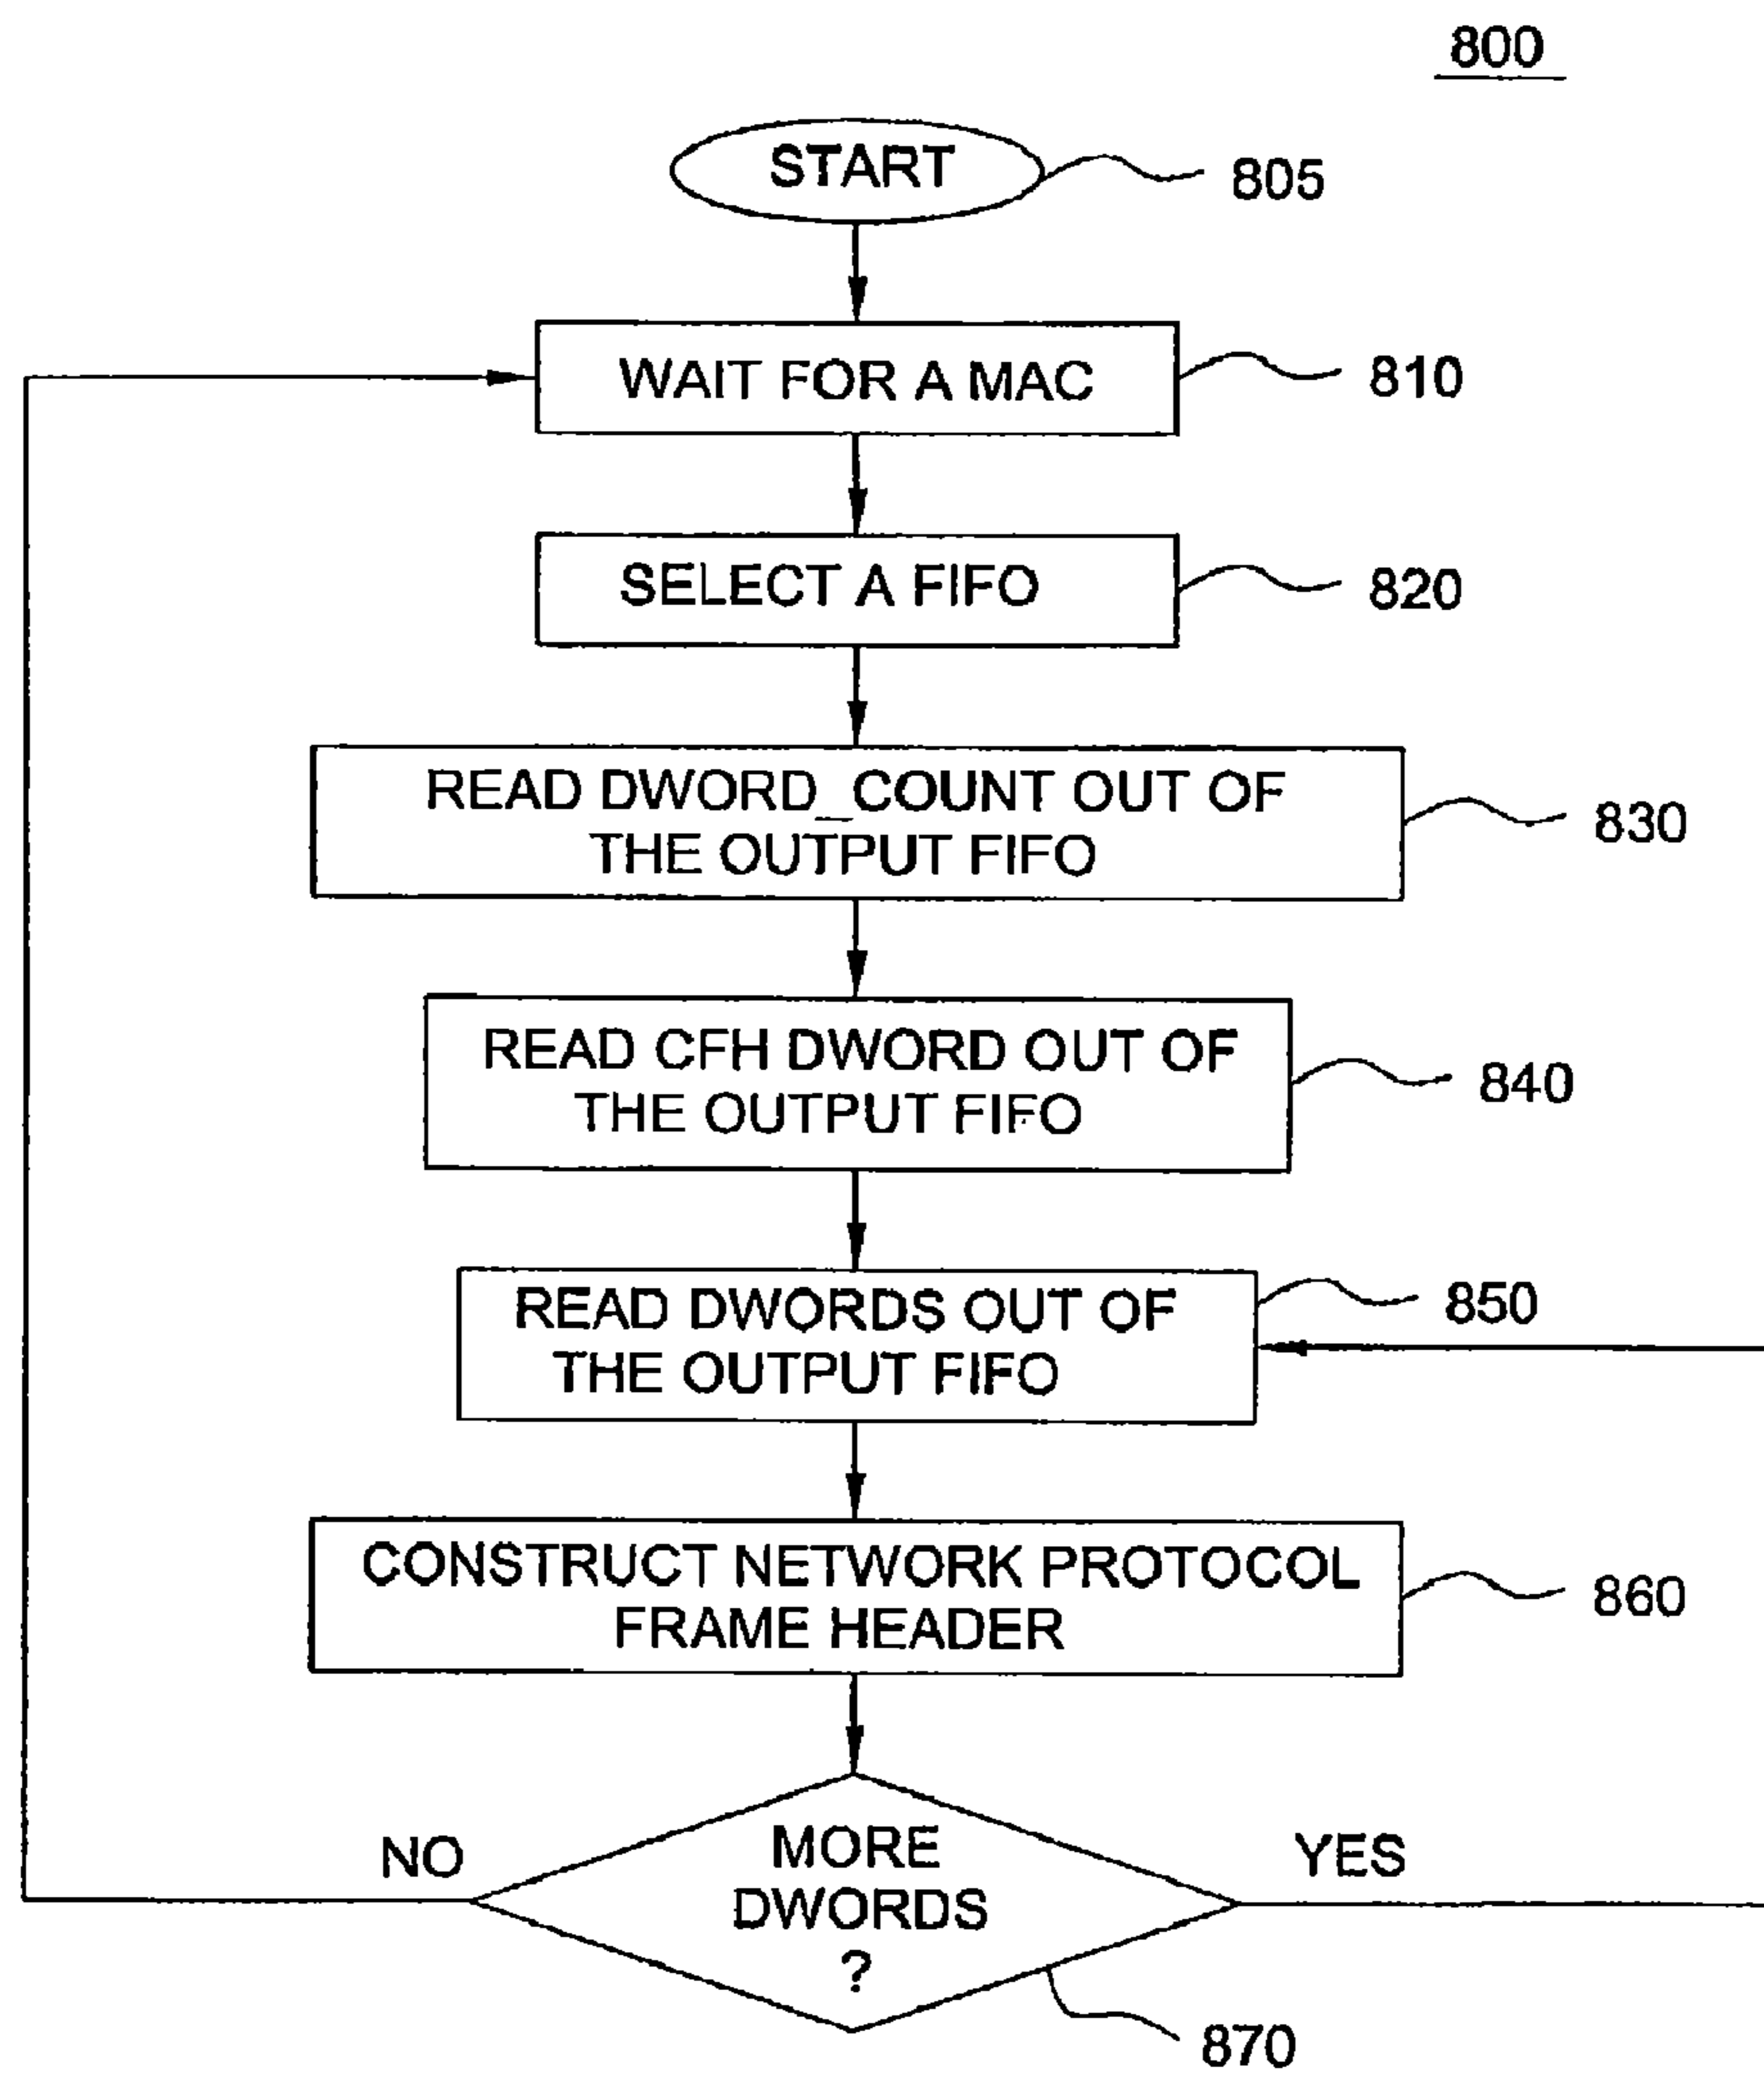 800
START
805
WAIT FOR A MAC
810
SELECT A FIFO
820
READ DWORD_COUNT OUT OF
THE OUTPUT FIFO
830
READ CFH DWORD OUT OF
THE OUTPUT FIFO
840
READ DWORDS OUT OF
THE OUTPUT FIFO
850
CONSTRUCT NETWORK PROTOCOL
FRAME HEADER
860
NO
MORE
DWORDS
?
YES
870